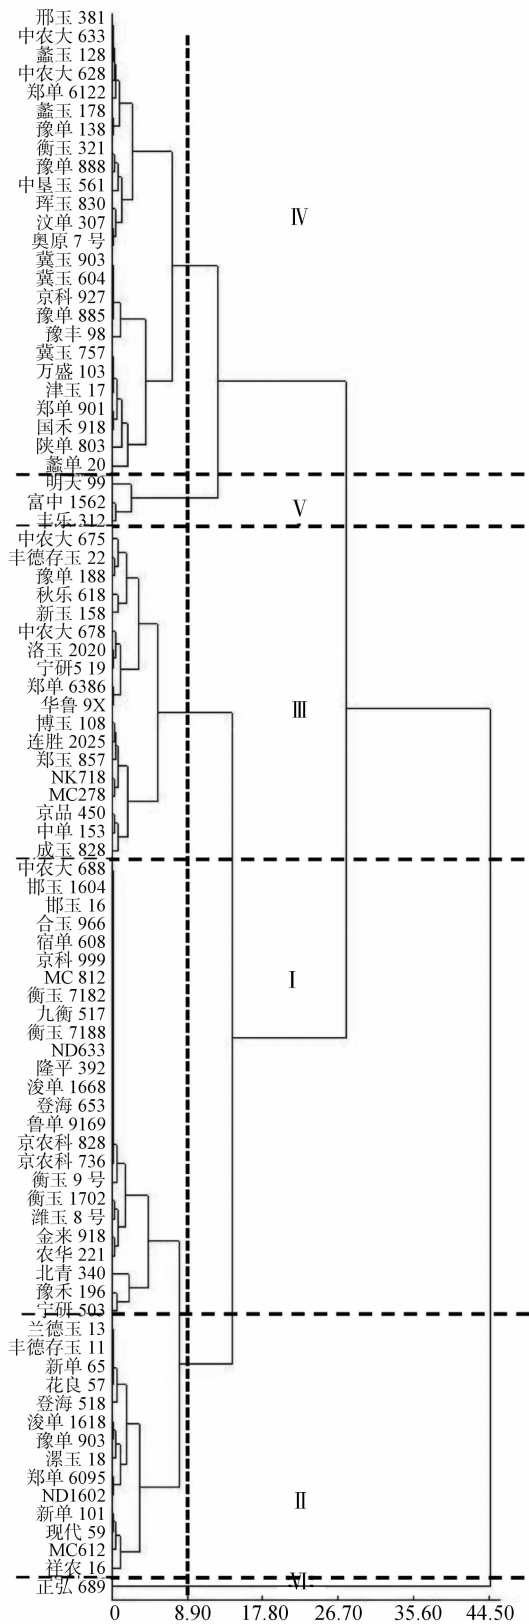 邢玉 381
中农大 633
蠡玉 128
中农大 628
郑单 6122
蠡玉 178
豫单 138
衡玉 321
豫单 888
中垦玉 561
珲玉 830
汶单 307
奥原 7 号
冀玉 903
冀玉 604
京科 927
豫单 885
豫丰 98
冀玉 757
万盛 103
津玉 17
郑单 901
国禾 918
陕单 803
蠡单 20
Ⅳ
明天 99
富中 1562
丰乐 312
Ⅴ
中农大 675
丰德存玉 22
豫单 188
秋乐 618
新玉 158
中农大 678
洛玉 2020
宁研5 19
郑单 6386
华鲁 9X
博玉 108
连胜 2025
郑玉 857
NK718
MC278
京品 450
中单 153
成玉 828
Ⅲ
中农大 688
邯玉 1604
邯玉 16
合玉 966
宿单 608
京科 999
MC 812
衡玉 7182
九衡 517
衡玉 7188
ND633
隆平 392
浚单 1668
登海 653
鲁单 9169
京农科 828
京农科 736
衡玉 9 号
衡玉 1702
潍玉 8 号
金来 918
农华 221
北青 340
豫禾 196
宁研 503
Ⅰ
兰德玉 13
丰德存玉 11
新单 65
花良 57
登海 518
浚单 1618
豫单 903
漯玉 18
郑单 6095
ND1602
新单 101
现代 59
MC612
祥农 16
Ⅱ
正弘 689
Ⅵ
0 8.90 17.80 26.70 35.60 44.50